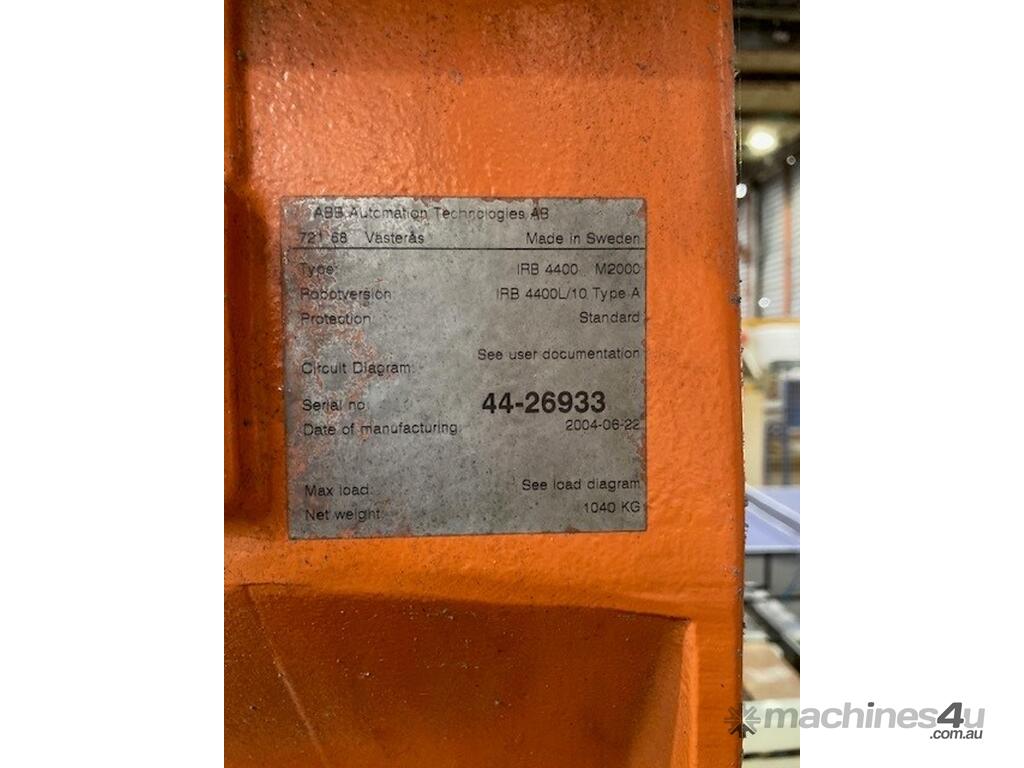 ABB Automation Technologies AB
721 68 Västerås Made in Sweden
Type: IRB 4400 M2000
Robotversion: IRB 4400L/10 Type A
Protection: Standard
See user documentation
Circuit Diagram:
Serial no: 44-26933
Date of manufacturing: 2004-06-22
Max load: See load diagram
Net weight: 1040 KG
machines4u
.com.au